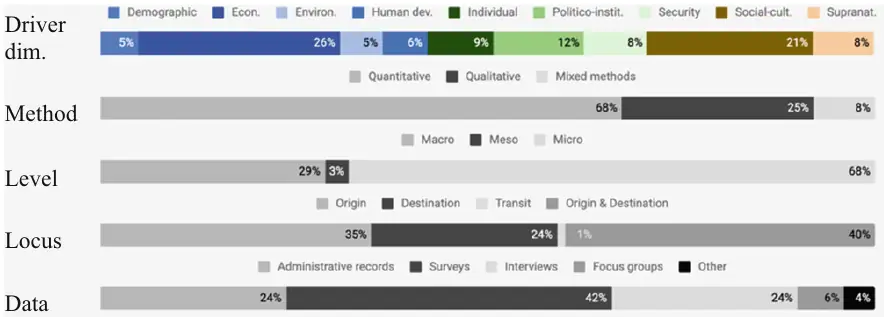 Demographic Econ. Environ. Human dev. Individual Politico-instit. Security Social-cult. Supranat.
Driver dim. 5% 26% 5% 6% 9% 12% 8% 21% 8%
Quantitative Qualitative Mixed methods
Method 68% 25% 8%
Macro Meso Micro
Level 29% 3% 68%
Origin Destination Transit Origin & Destination
Locus 35% 24% 1% 40%
Administrative records Surveys Interviews Focus groups Other
Data 24% 42% 24% 6% 4%